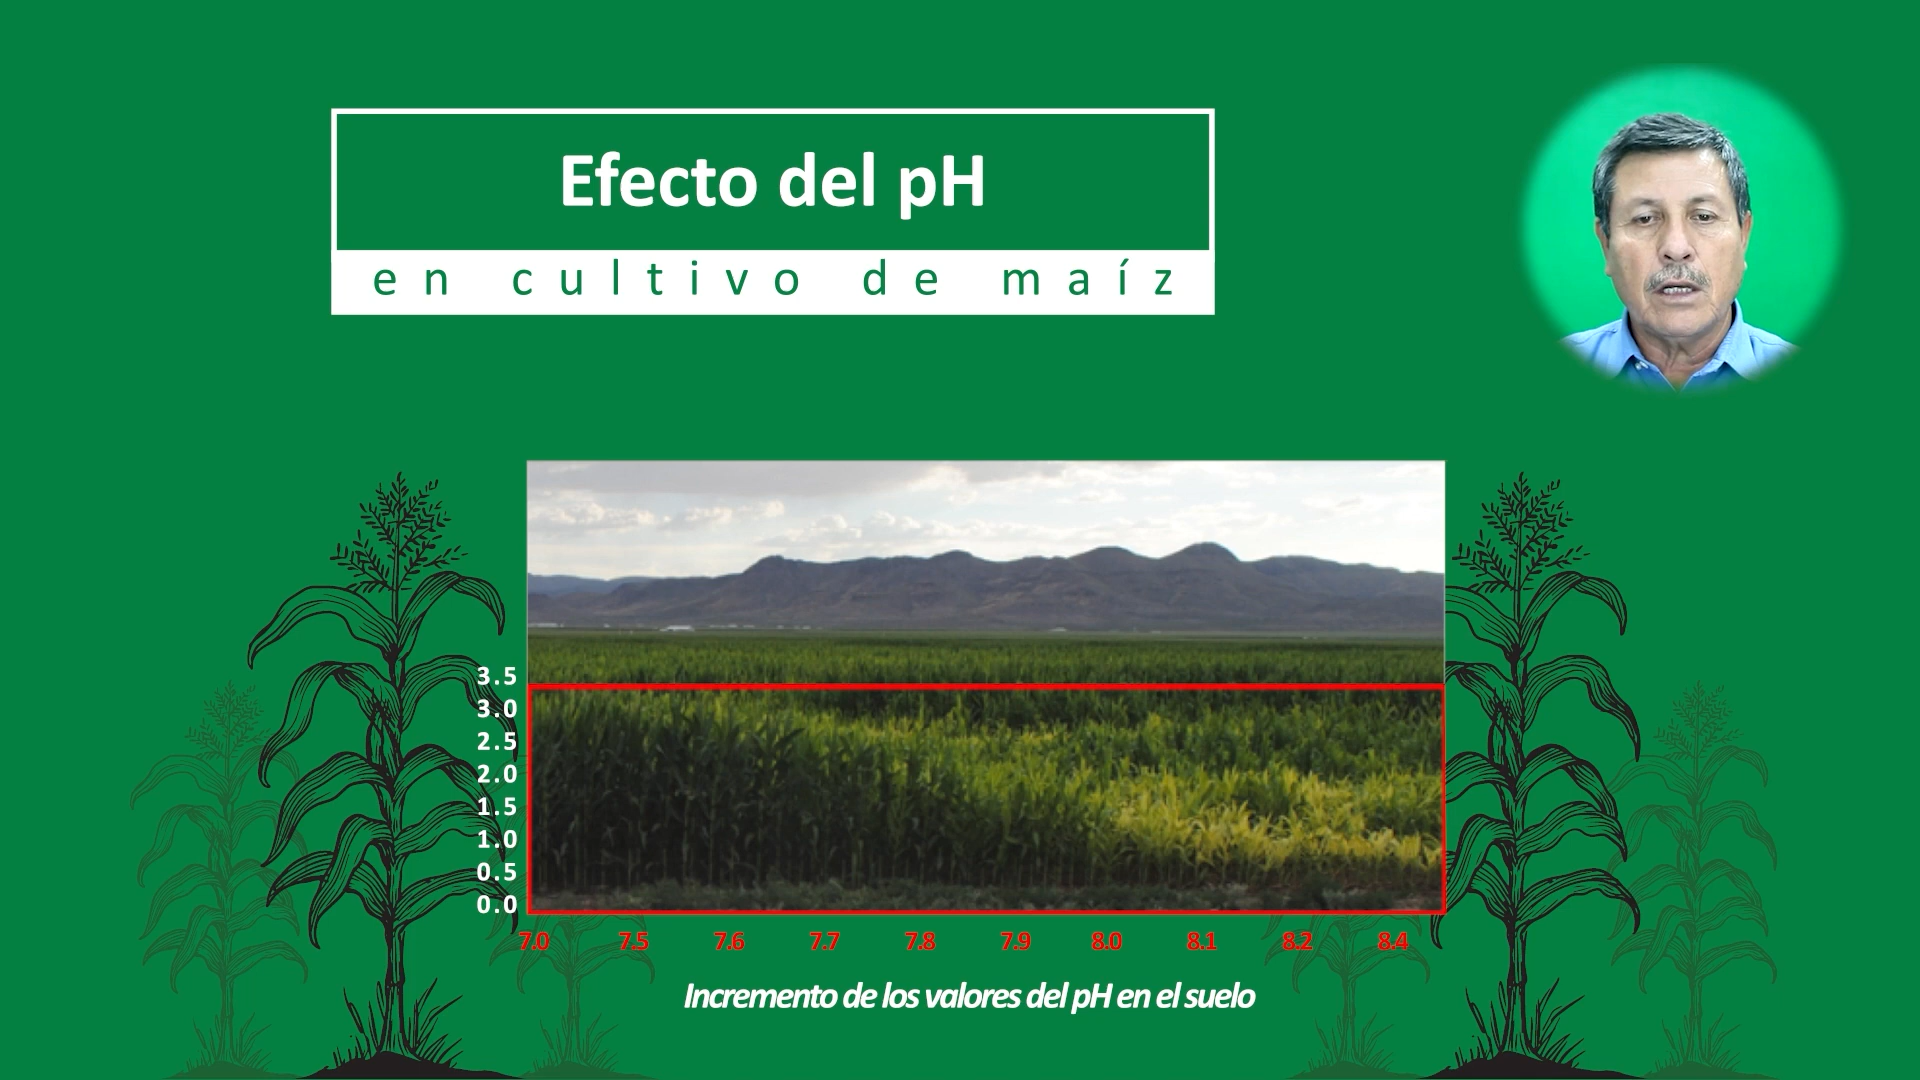 Efecto del pH
en cultivo de maíz
3.5
3.0
2.5
2.0
1.5
1.0
0.5
0.0
7.0 7.5 7.6 7.7 7.8 7.9 8.0 8.1 8.2 8.4
Incremento de los valores del pH en el suelo